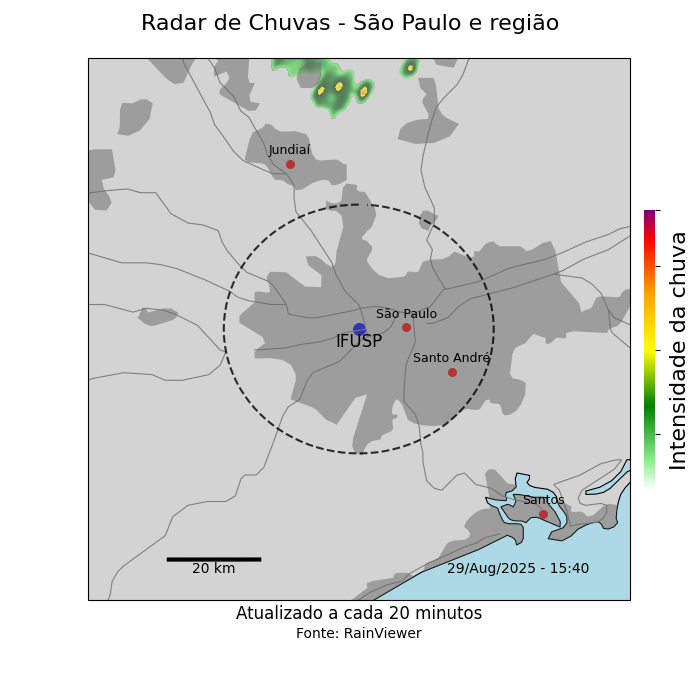 Radar de Chuvas - São Paulo e região
Jundiaí
São Paulo
IFUSP
Santo André
Santos
20 km
29/Aug/2025 - 15:40
Intensidade da chuva
Atualizado a cada 20 minutos
Fonte: RainViewer